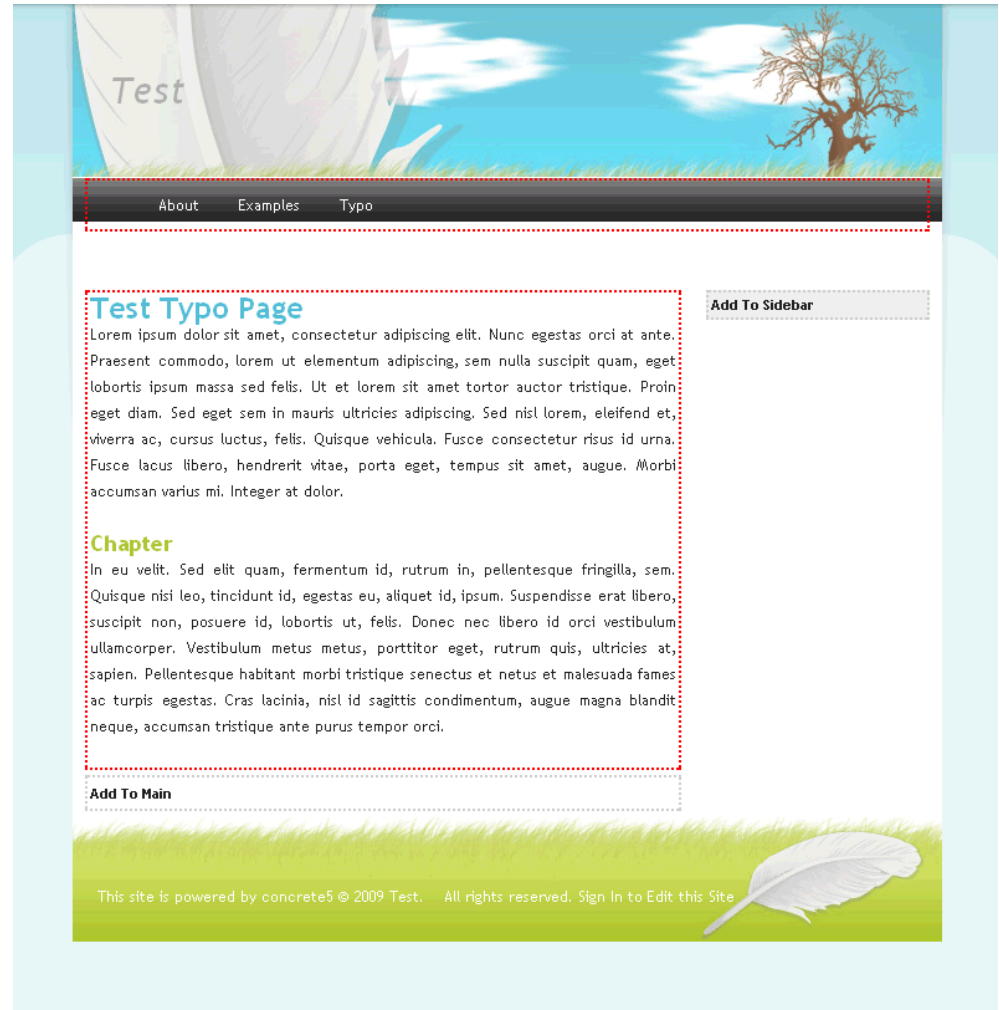 Test
About Examples Typo
Test Typo Page
Add To Sidebar
Lorem ipsum dolor sit amet, consectetur adipiscing elit. Nunc egestas orci at ante.
Praesent commodo, lorem ut elementum adipiscing, sem nulla suscipit quam, eget
lobortis ipsum massa sed felis. Ut et lorem sit amet tortor auctor tristique. Proin
eget diam. Sed eget sem in mauris ultricies adipiscing. Sed nisl lorem, eleifend et,
viverra ac, cursus luctus, felis. Quisque vehicula. Fusce consectetur risus id urna.
Fusce lacus libero, hendrerit vitae, porta eget, tempus sit amet, augue. Morbi
accumsan varius mi. Integer at dolor.
Chapter
In eu velit. Sed elit quam, fermentum id, rutrum in, pellentesque fringilla, sem.
Quisque nisi leo, tincidunt id, egestas eu, aliquet id, ipsum. Suspendisse erat libero,
suscipit non, posuere id, lobortis ut, felis. Donec nec libero id orci vestibulum
ullamcorper. Vestibulum metus metus, porttitor eget, rutrum quis, ultricies at,
sapien. Pellentesque habitant morbi tristique senectus et netus et malesuada fames
ac turpis egestas. Cras lacinia, nisl id sagittis condimentum, augue magna blandit
neque, accumsan tristique ante purus tempor orci.
Add To Main
This site is powered by concrete5 © 2009 Test. All rights reserved. Sign In to Edit this Site